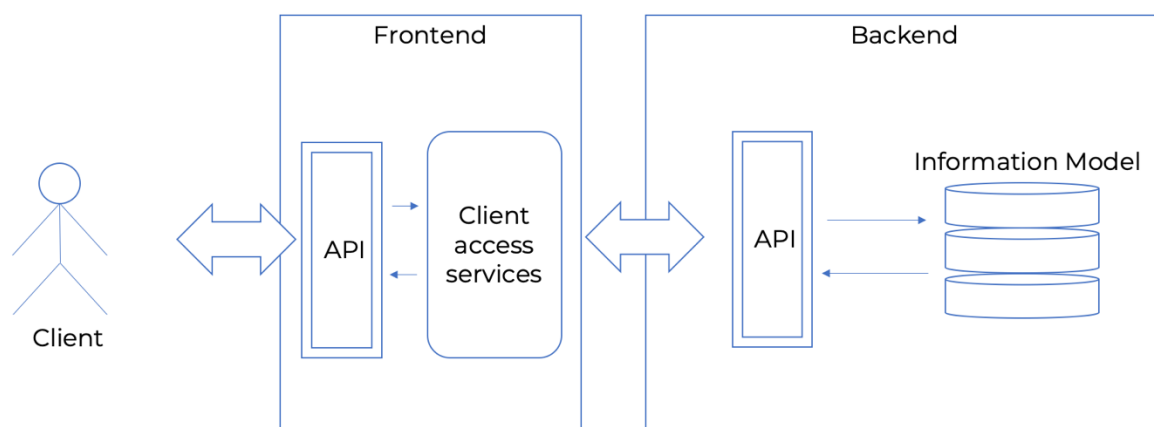 Frontend
Backend
Information Model
API
Client
access
services
API
Client